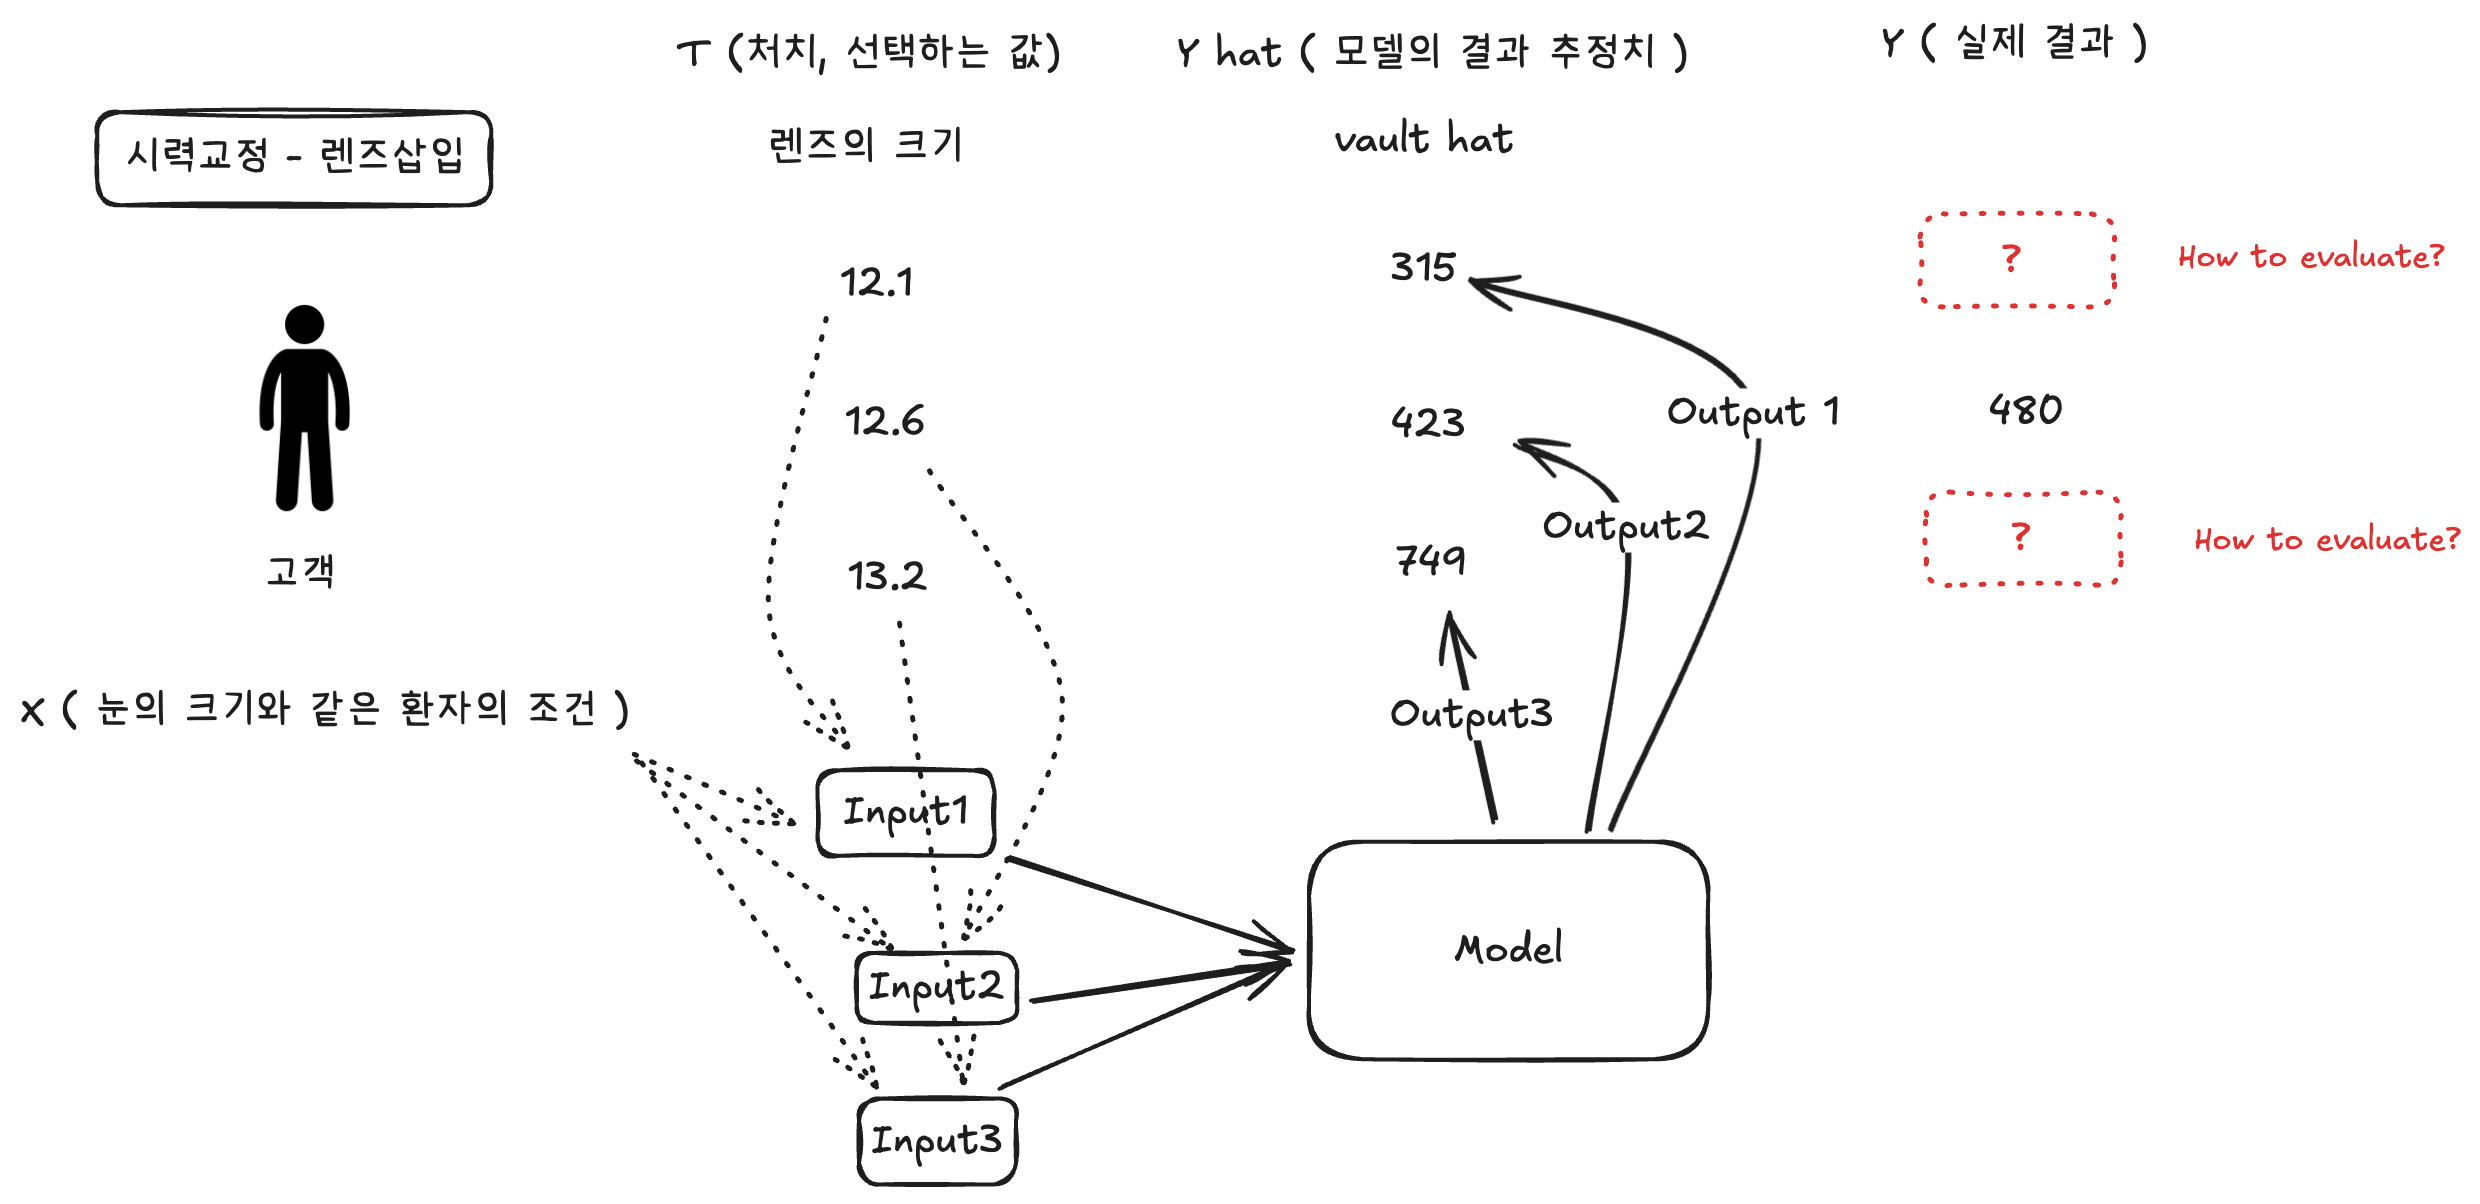 T (처치, 선택하는 값)
Y hat ( 모델의 결과 추정치 )
Y ( 실제 결과 )
시력교정 - 렌즈삽입
렌즈의 크기
vault hat
12.1
315
?
How to evaluate?
12.6
423
Output 1
480
Output2
13.2
749
?
How to evaluate?
고객
X ( 눈의 크기와 같은 환자의 조건 )
Output3
Input1
Model
Input2
Input3